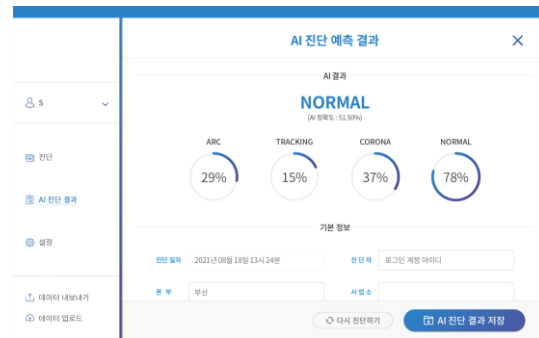 AI 진단 예측 결과
AI 결과
NORMAL
(AI 정확도 : 51.50%)
S
ARC TRACKING CORONA NORMAL
29% 15% 37% 78%
진단
AI 진단 결과
설정
기본 정보
진단 일자 2021년 08월 18일 13시 24분 진 단 자 로그인 계정 아이디
본 부 부산 사 업 소
데이터 내보내기
데이터 업로드
다시 진단하기 AI 진단 결과 저장